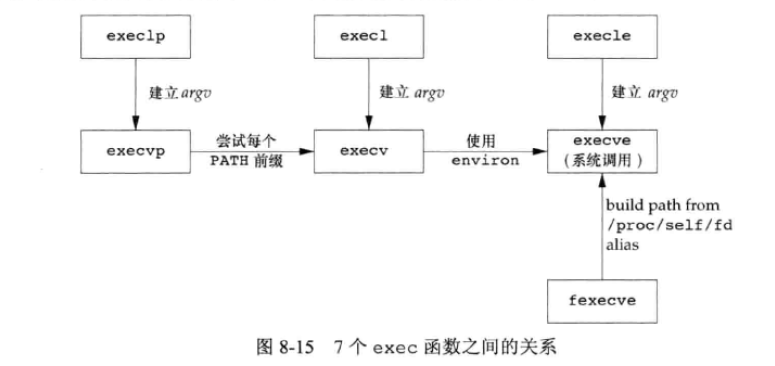 execlp
execl
execle
建立 argv
建立 argv
建立 argv
execvp
尝试每个
PATH 前缀
execv
使用
environ
execve
（系统调用）
build path from
/proc/self/fd
alias
fexecve
图 8-15 7 个 exec 函数之间的关系